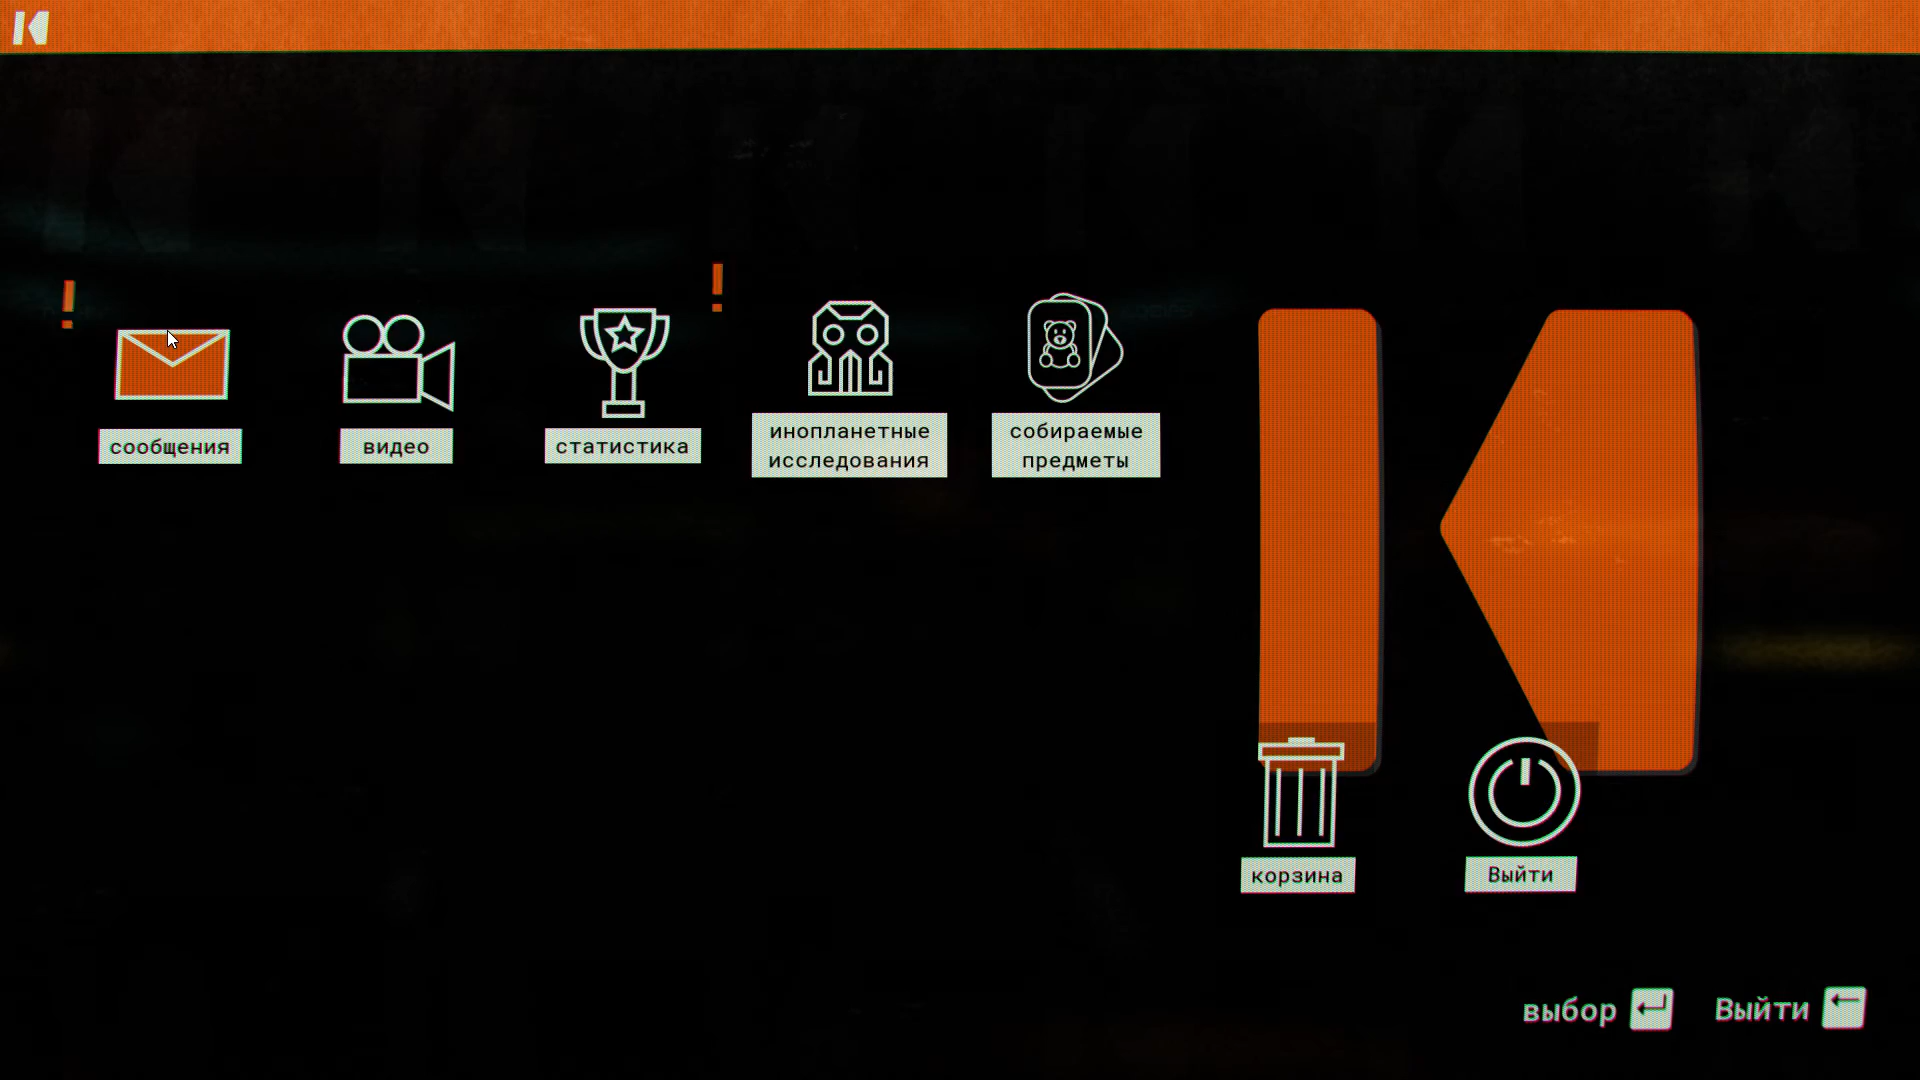 сообщения
видео
статистика
инопланетные
исследования
собираемые
предметы
корзина
Выйти
выбор
Выйти